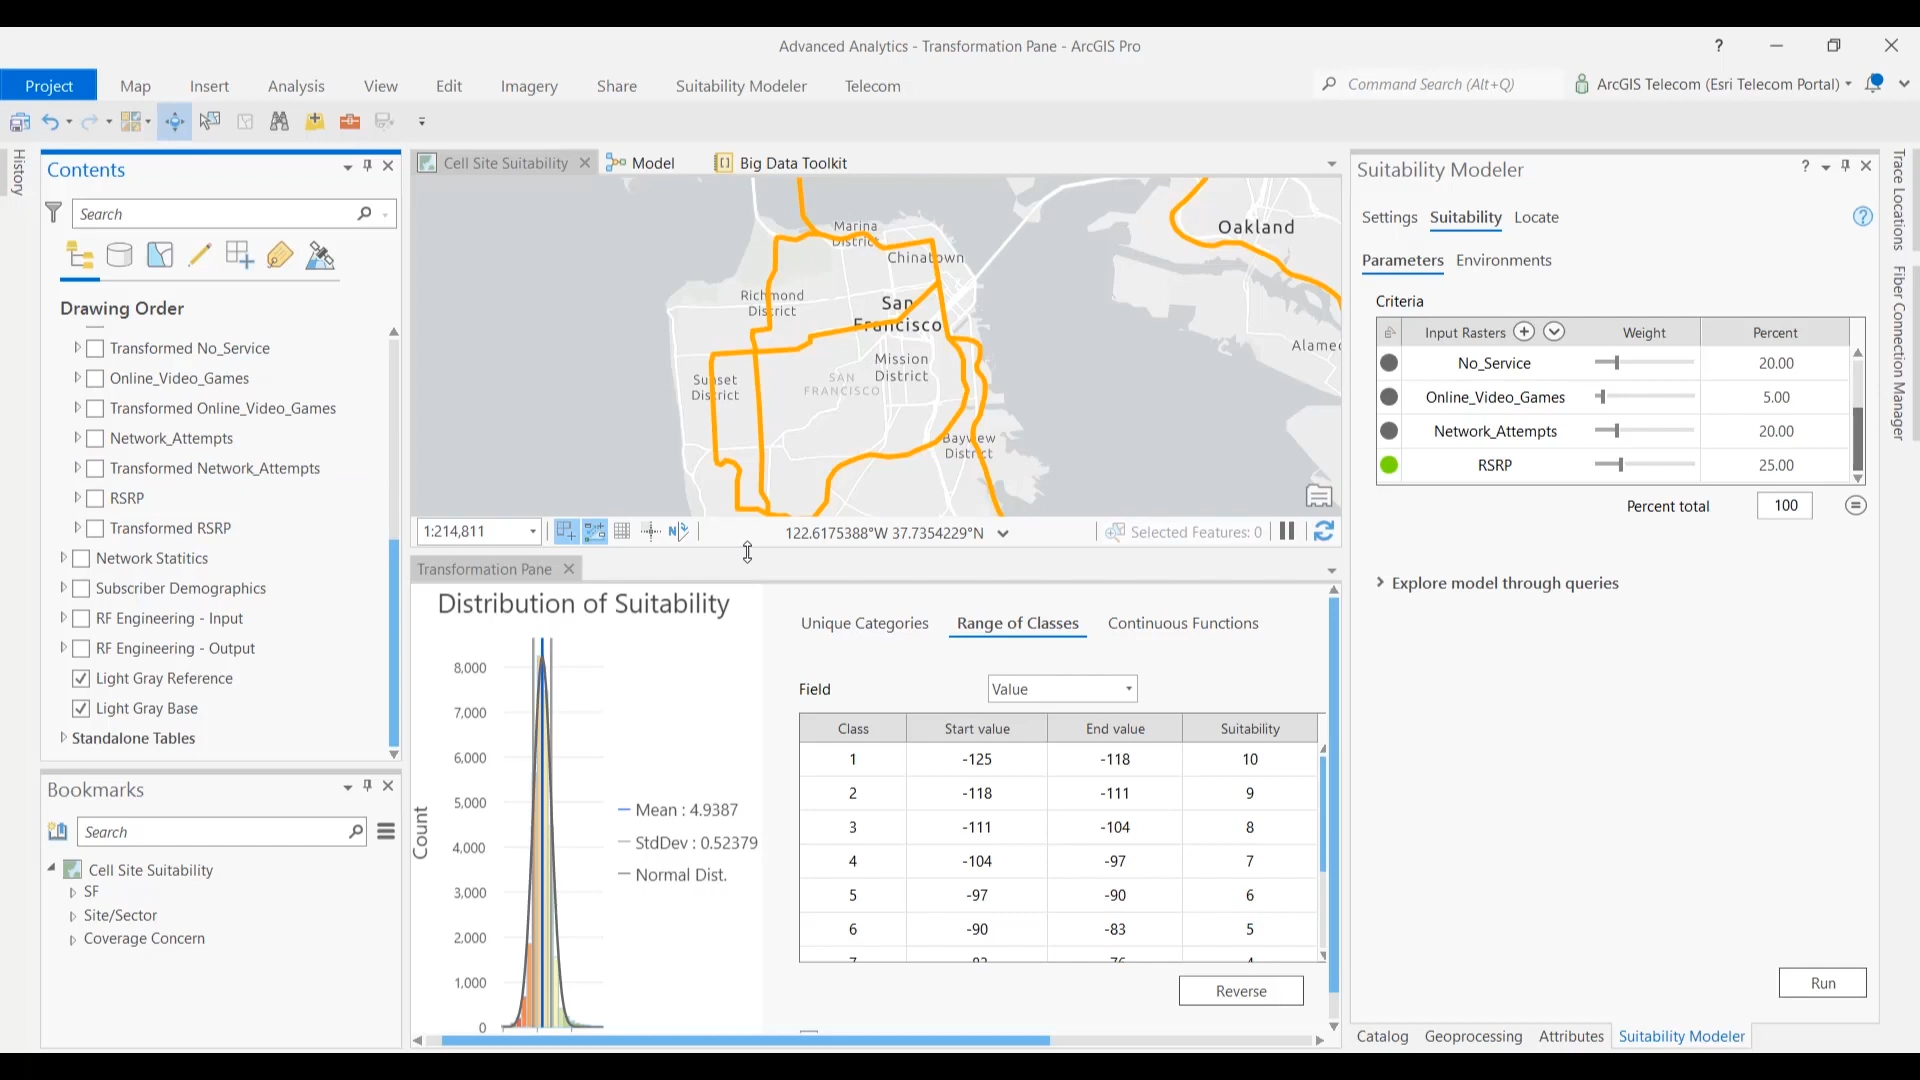 Advanced Analytics - Transformation Pane - ArcGIS Pro
?
Project Map Insert Analysis View Edit Imagery Share Suitability Modeler Telecom
Command Search (Alt+Q)
ArcGIS Telecom (Esri Telecom Portal)
History
Contents
Search
Drawing Order
Transformed No_Service
Online_Video_Games
Transformed Online_Video_Games
Network_Attempts
Transformed Network_Attempts
RSRP
Transformed RSRP
Network Statitics
Subscriber Demographics
RF Engineering - Input
RF Engineering - Output
Light Gray Reference
Light Gray Base
Standalone Tables
Bookmarks
Search
Cell Site Suitability
SF
Site/Sector
Coverage Concern
Cell Site Suitability Model Big Data Toolkit
Marina
District
Chinatown
Oakland
Richmond
District
San
Francisco
Mission
District
Sunset
District
SAN
FRANCISCO
Bayview
District
1:214,811
122.6175388°W 37.7354229°N
Selected Features: 0
Transformation Pane
Distribution of Suitability
Count
8,000
7,000
6,000
5,000
4,000
3,000
2,000
1,000
0
Mean : 4.9387
StdDev : 0.52379
Normal Dist.
Unique Categories Range of Classes Continuous Functions
Field Value
Class Start value End value Suitability
1 -125 -118 10
2 -118 -111 9
3 -111 -104 8
4 -104 -97 7
5 -97 -90 6
6 -90 -83 5
Reverse
Suitability Modeler
?
Settings Suitability Locate
?
Parameters Environments
Criteria
Input Rasters Weight Percent
No_Service 20.00
Online_Video_Games 5.00
Network_Attempts 20.00
RSRP 25.00
Percent total 100
Explore model through queries
Run
Catalog Geoprocessing Attributes Suitability Modeler
Trace Locations
Fiber Connection Manager